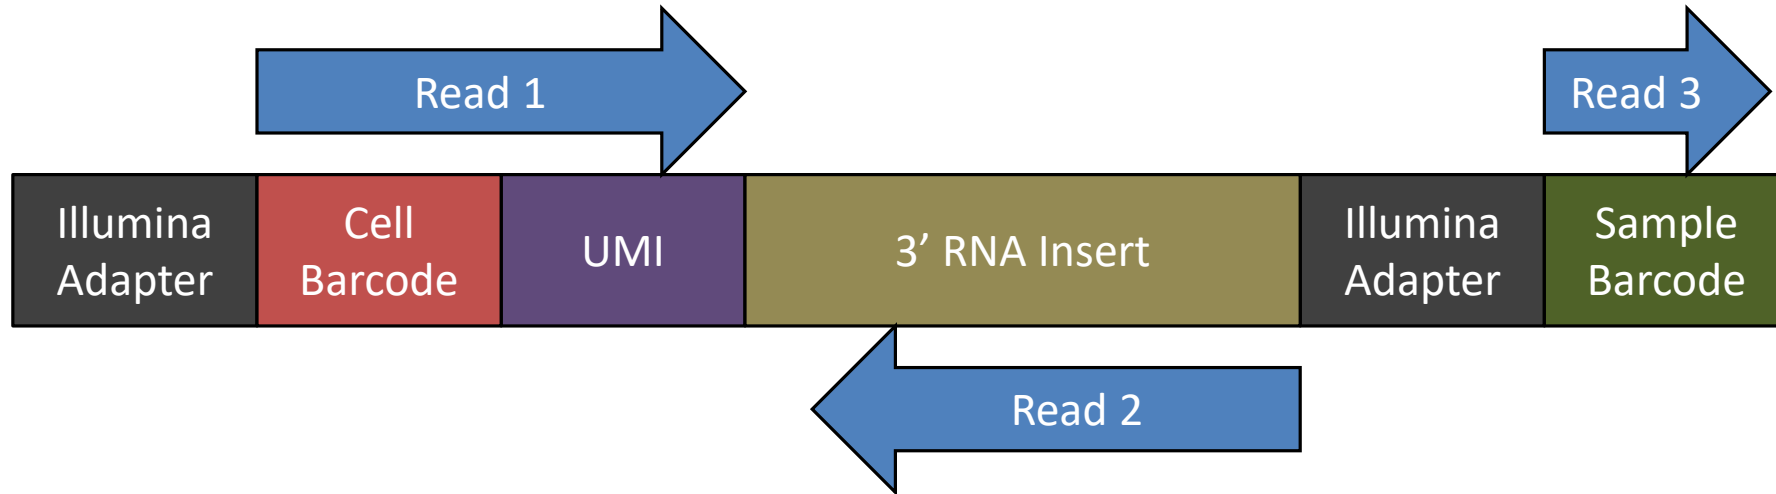 Read 1
Read 3
Illumina
Adapter
Cell
Barcode
UMI
3’ RNA Insert
Illumina
Adapter
Sample
Barcode
Read 2